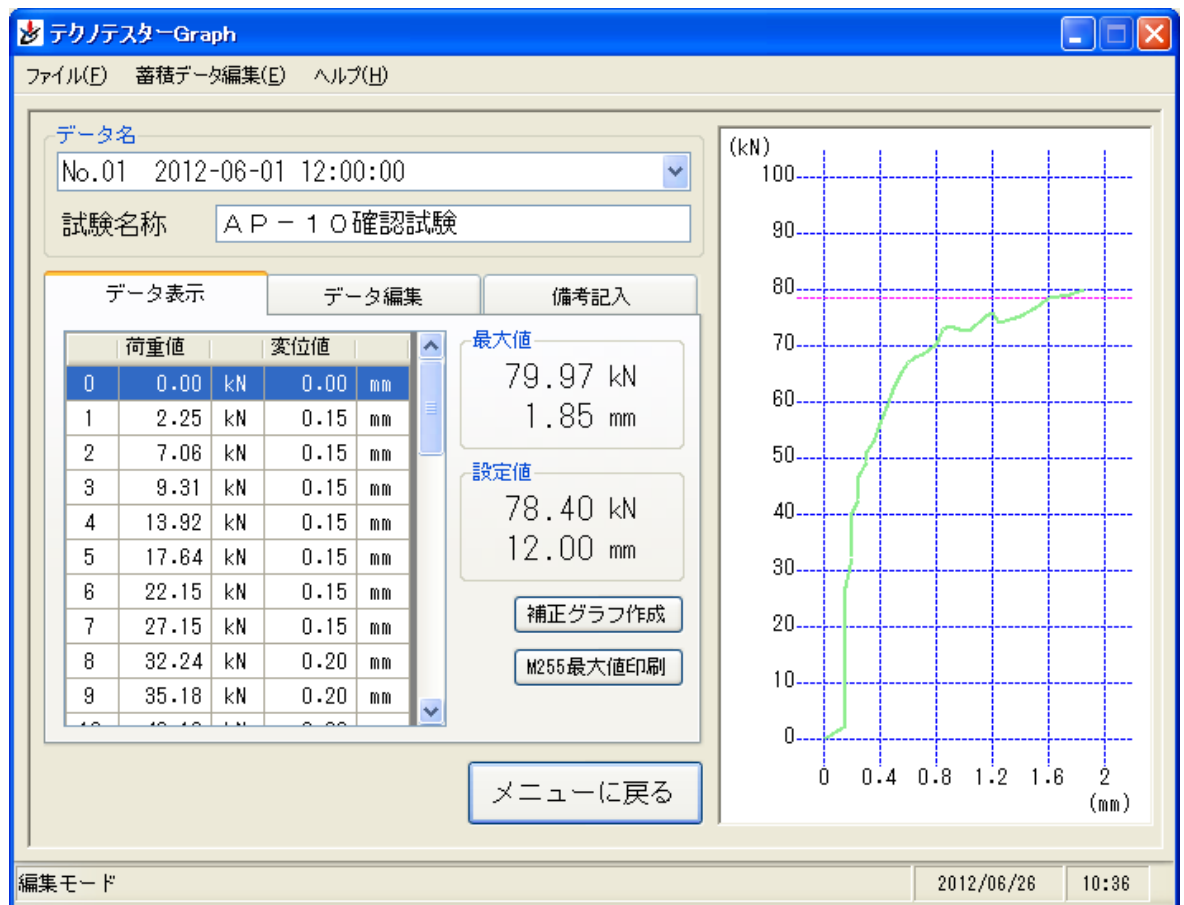 テクノテスターGraph
ファイル(F) 蓄積データ編集(E) ヘルプ(H)
データ名
No.01 2012-06-01 12:00:00
試験名称 ＡＰ－１０確認試験
データ表示 データ編集 備考記入
荷重値 変位値
0 0.00 kN 0.00 mm
1 2.25 kN 0.15 mm
2 7.06 kN 0.15 mm
3 9.31 kN 0.15 mm
4 13.92 kN 0.15 mm
5 17.64 kN 0.15 mm
6 22.15 kN 0.15 mm
7 27.15 kN 0.15 mm
8 32.24 kN 0.20 mm
9 35.18 kN 0.20 mm
最大値
79.97 kN
1.85 mm
設定値
78.40 kN
12.00 mm
補正グラフ作成
M255最大値印刷
メニューに戻る
(kN)
100
90
80
70
60
50
40
30
20
10
0
0 0.4 0.8 1.2 1.6 2
(mm)
編集モード 2012/06/26 10:36